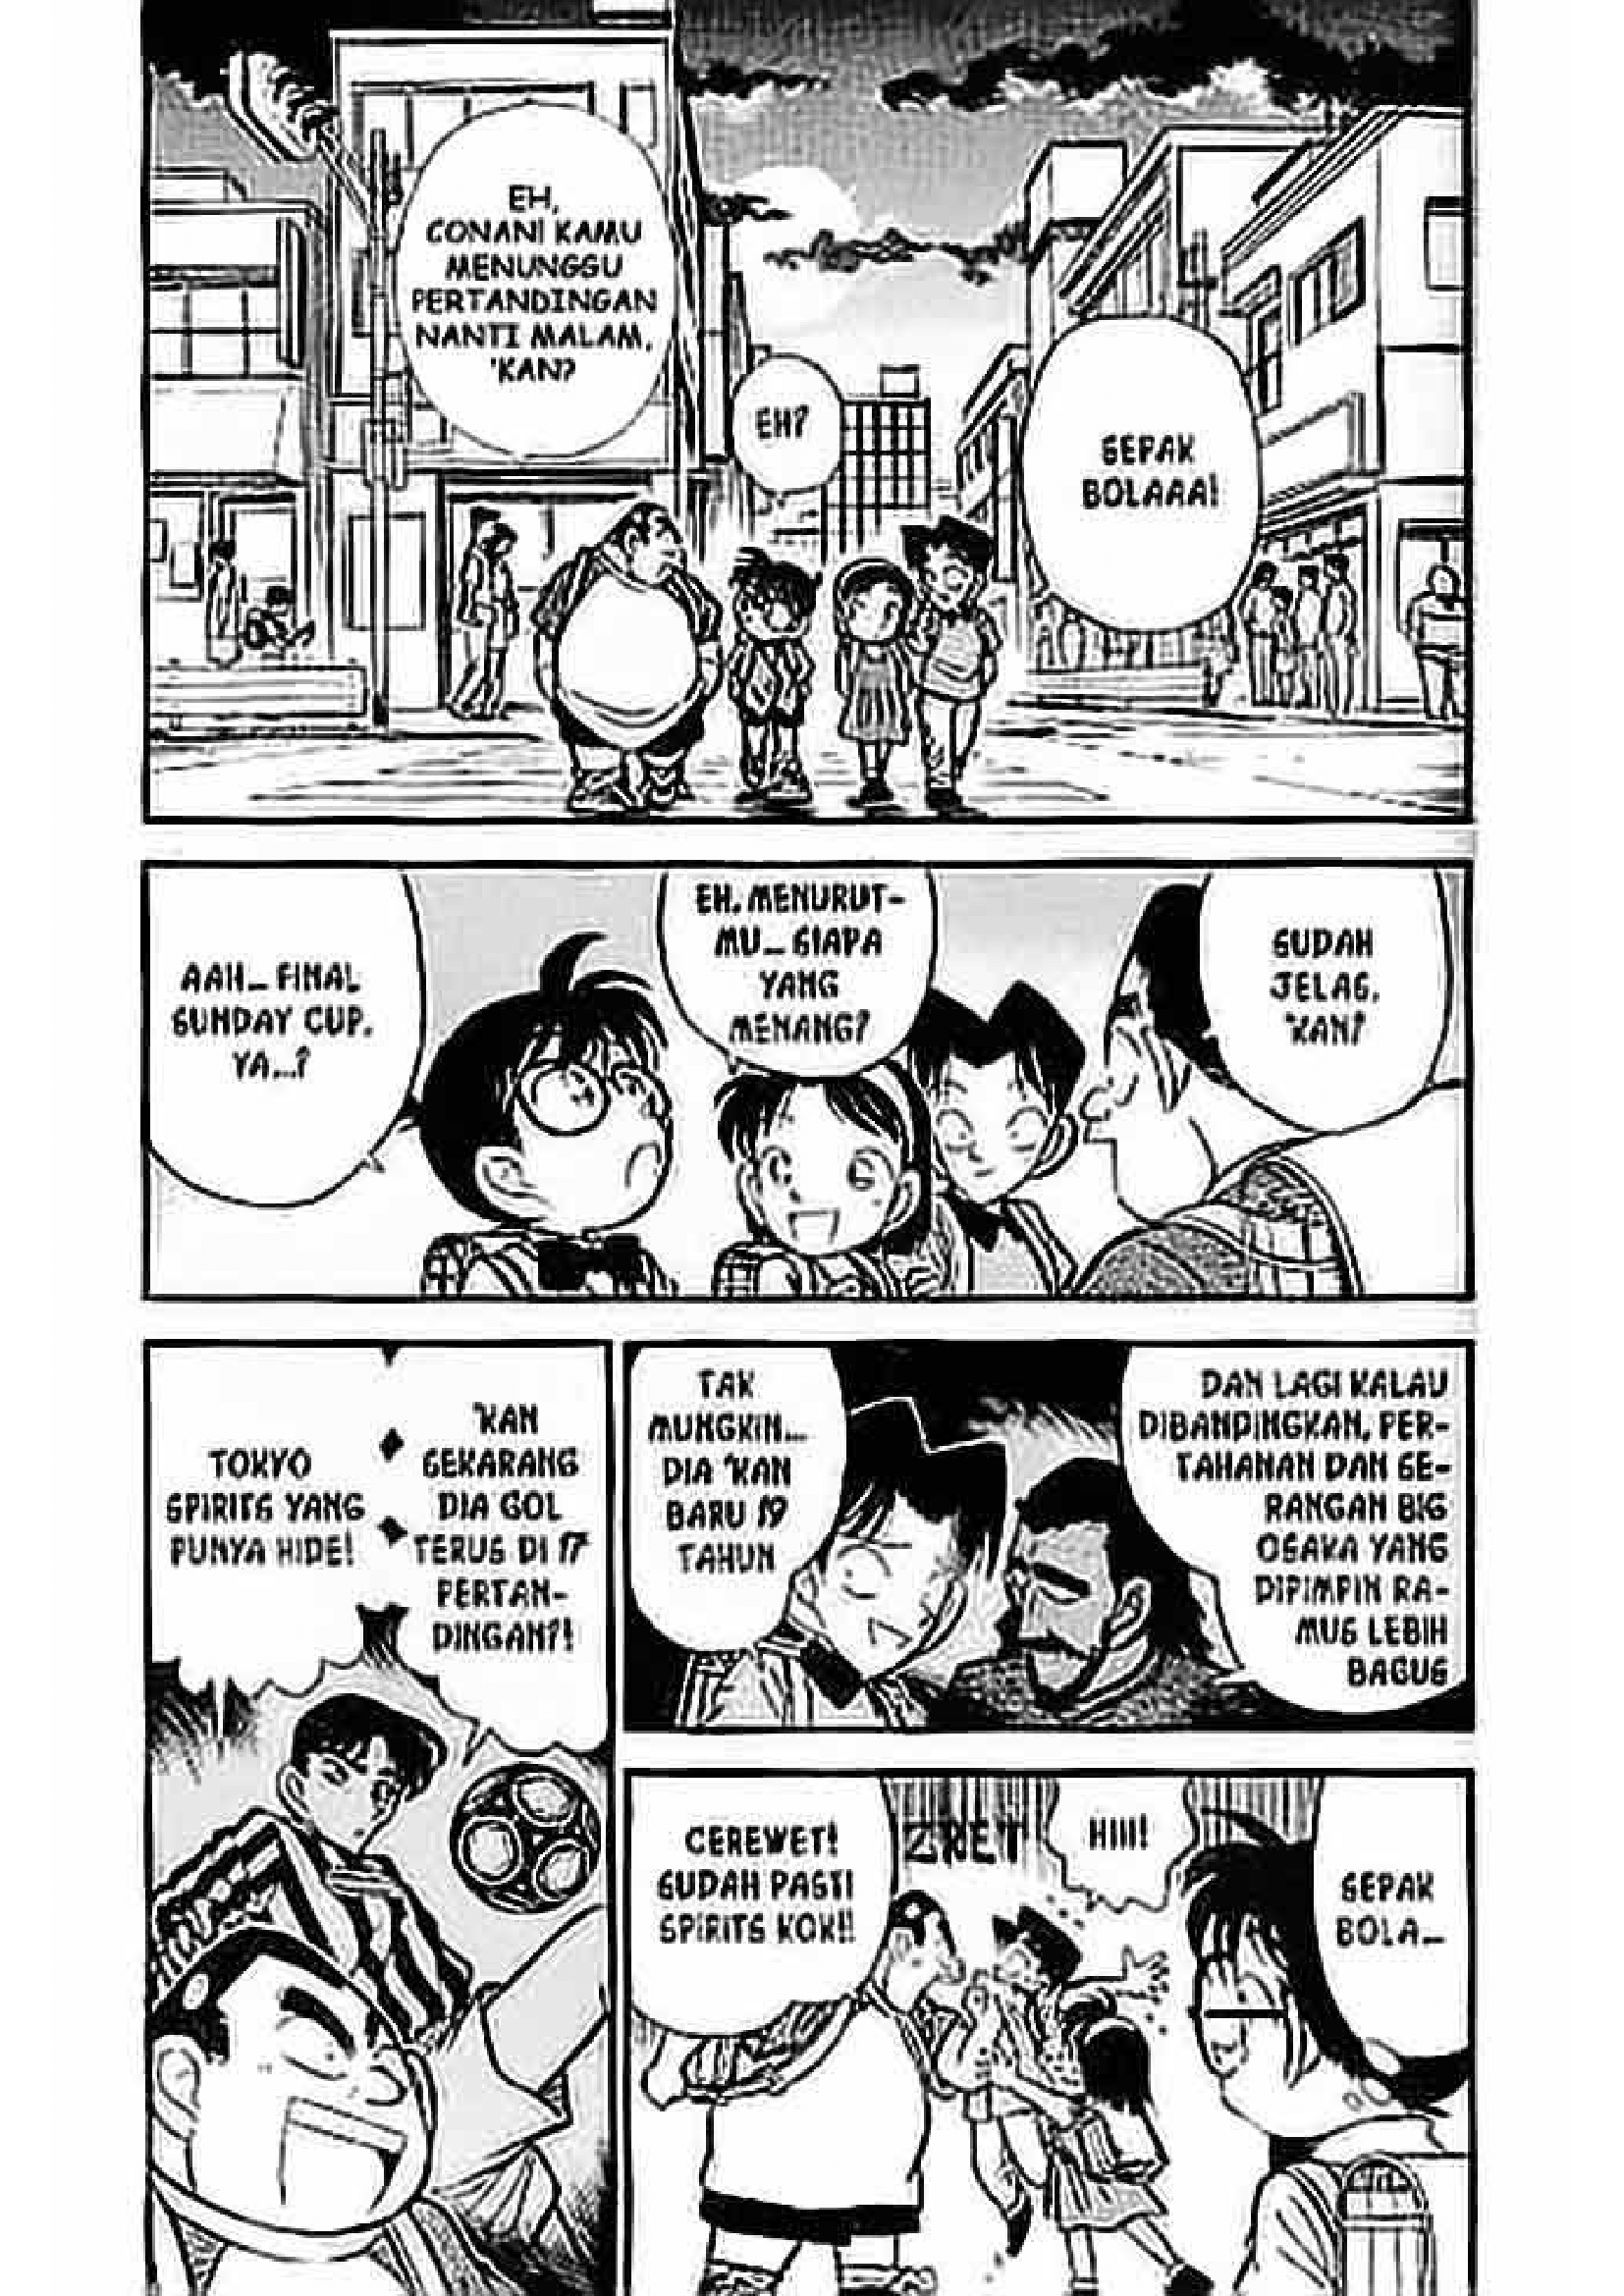 EH,
CONAN! KAMU
MENUNGGU
PERTANDINGAN
NANTI MALAM,
'KAN?
EH?
SEPAK
BOLAAA!
AAH... FINAL
SUNDAY CUP,
YA...?
EH, MENURUT-
MU... SIAPA
YANG
MENANG?
SUDAH
JELAS,
'KAN?
TOKYO
SPIRITS YANG
PUNYA HIDE!
'KAN
SEKARANG
DIA GOL
TERUS DI 17
PERTAN-
DINGAN?!
TAK
MUNGKIN...
DIA 'KAN
BARU 19
TAHUN
DAN LAGI KALAU
DIBANDINGKAN, PER-
TAHANAN DAN SE-
RANGAN BIG
OSAKA YANG
DIPIMPIN RA-
MUS LEBIH
BAGUS
CEREWET!
SUDAH PASTI
SPIRITS KOK!!
ZRET
HIII!
SEPAK
BOLA...